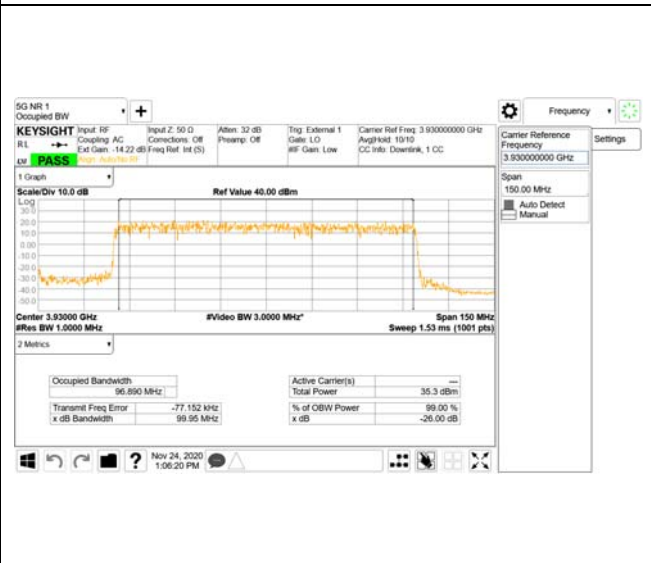 5G NR 1
Occupied BW
Frequency
KEYSIGHT
Input: RF
Coupling: AC
Ext Gain: -14.22 dB
Align: Auto/No RF
Input Z: 50 Ω
Corrections: Off
Freq Ref: Int (S)
Atten: 32 dB
Preamp: Off
Trig: External 1
Gate: LO
#IF Gain: Low
Carrier Ref Freq: 3.930000000 GHz
Avg|Hold: 10/10
CC Info: Downlink, 1 CC
R L
PASS
Carrier Reference
Frequency
3.930000000 GHz
Settings
Span
150.00 MHz
Auto Detect
Manual
1 Graph
Scale/Div 10.0 dB
Ref Value 40.00 dBm
Log
30.0
20.0
10.0
0.00
-10.0
-20.0
-30.0
-40.0
-50.0
Center 3.93000 GHz
#Video BW 3.0000 MHz*
Span 150 MHz
#Res BW 1.0000 MHz
Sweep 1.53 ms (1001 pts)
2 Metrics
Occupied Bandwidth
96.890 MHz
Transmit Freq Error -77.152 kHz
x dB Bandwidth 99.95 MHz
Active Carrier(s) ---
Total Power 35.3 dBm
% of OBW Power 99.00 %
x dB -26.00 dB
Nov 24, 2020
1:06:20 PM